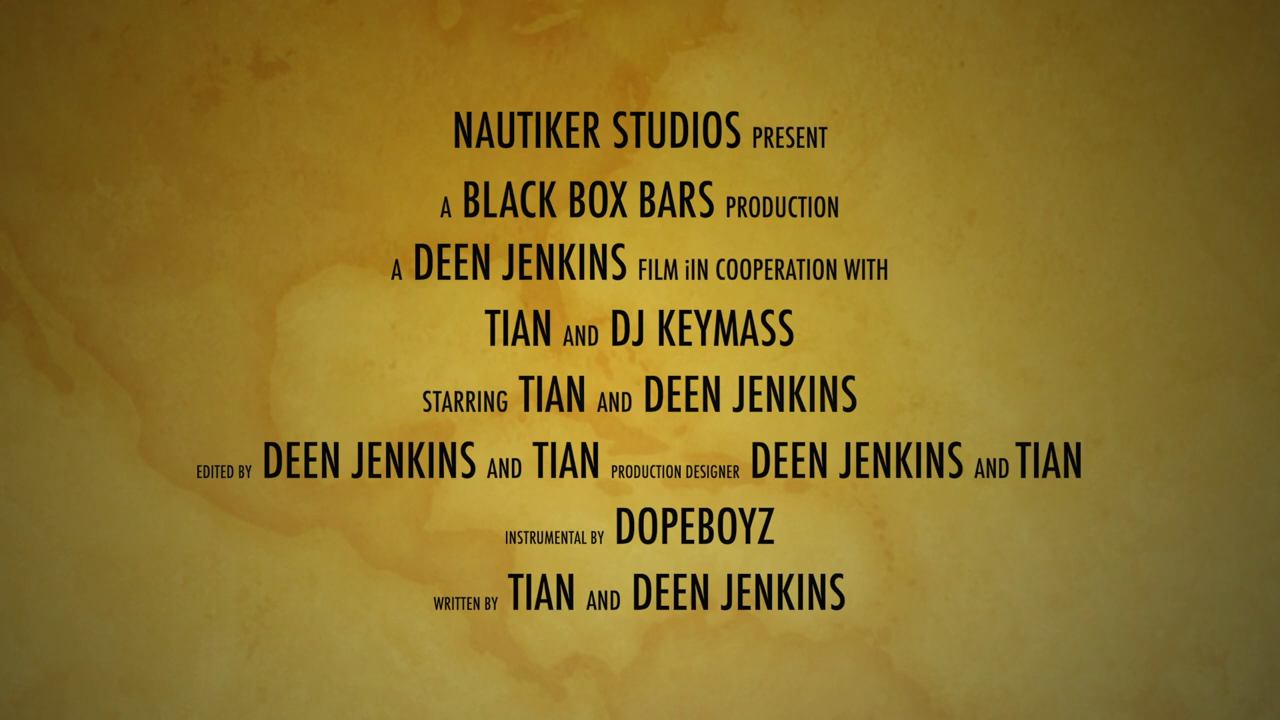 NAUTIKER STUDIOS PRESENT
A BLACK BOX BARS PRODUCTION
A DEEN JENKINS FILM iIN COOPERATION WITH
TIAN AND DJ KEYMASS
STARRING TIAN AND DEEN JENKINS
EDITED BY DEEN JENKINS AND TIAN PRODUCTION DESIGNER DEEN JENKINS AND TIAN
INSTRUMENTAL BY DOPEBOYZ
WRITTEN BY TIAN AND DEEN JENKINS